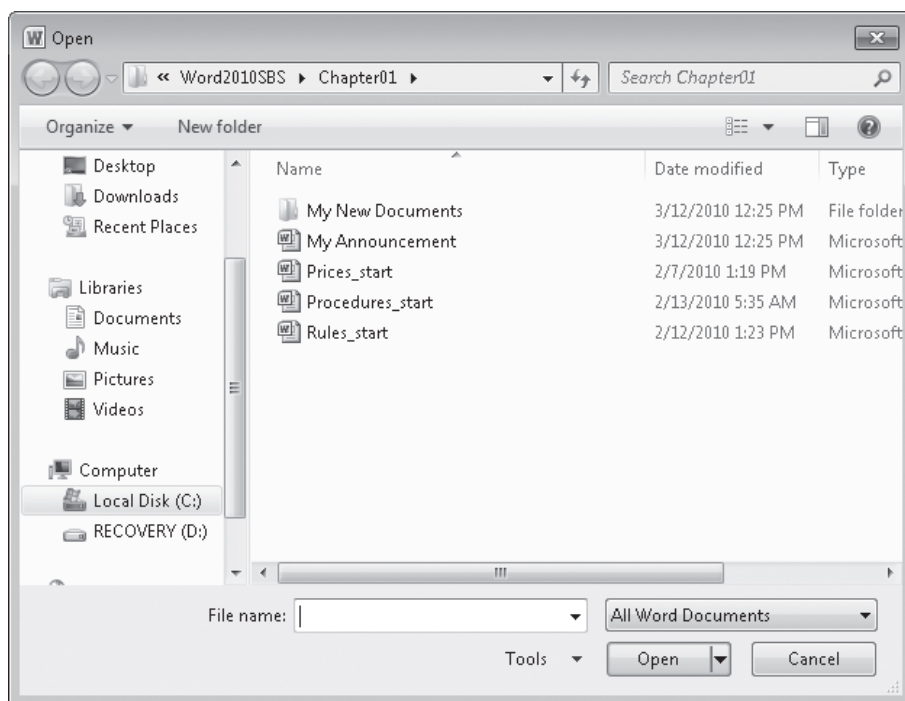 W Open
« Word2010SBS ▸ Chapter01 ▸ Search Chapter01
Organize New folder
Name Date modified Type
Desktop
Downloads
Recent Places
Libraries
Documents
Music
Pictures
Videos
Computer
Local Disk (C:)
RECOVERY (D:)
My New Documents 3/12/2010 12:25 PM File folder
My Announcement 3/12/2010 12:25 PM Microsoft
Prices_start 2/7/2010 1:19 PM Microsoft
Procedures_start 2/13/2010 5:35 AM Microsoft
Rules_start 2/12/2010 1:23 PM Microsoft
File name: All Word Documents
Tools Open Cancel